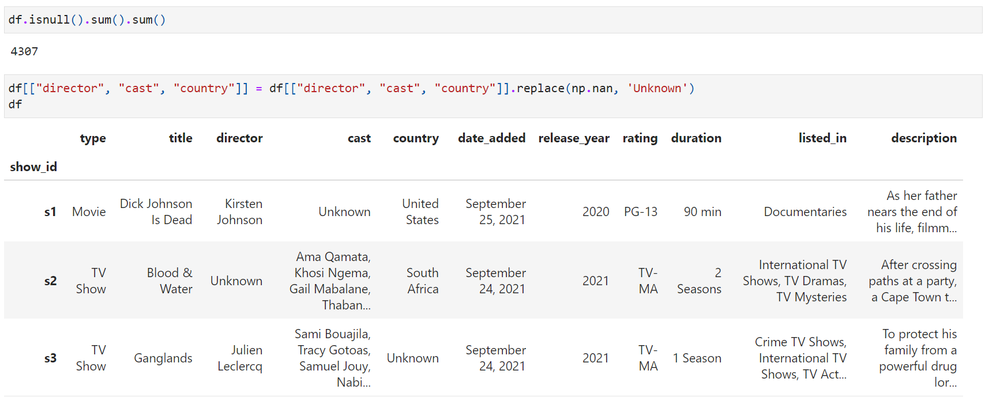 df.isnull().sum().sum()
4307
df[["director", "cast", "country"]] = df[["director", "cast", "country"]].replace(np.nan, 'Unknown')
df
type title director cast country date_added release_year rating duration listed_in description
show_id
s1 Movie Dick Johnson Is Dead Kirsten Johnson Unknown United States September 25, 2021 2020 PG-13 90 min Documentaries As her father nears the end of his life, filmm...
s2 TV Show Blood & Water Unknown Ama Qamata, Khosi Ngema, Gail Mabalane, Thaban... South Africa September 24, 2021 2021 TV-MA 2 Seasons International TV Shows, TV Dramas, TV Mysteries After crossing paths at a party, a Cape Town t...
s3 TV Show Ganglands Julien Leclercq Sami Bouajila, Tracy Gotoas, Samuel Jouy, Nabi... Unknown September 24, 2021 2021 TV-MA 1 Season Crime TV Shows, International TV Shows, TV Act... To protect his family from a powerful drug lor...